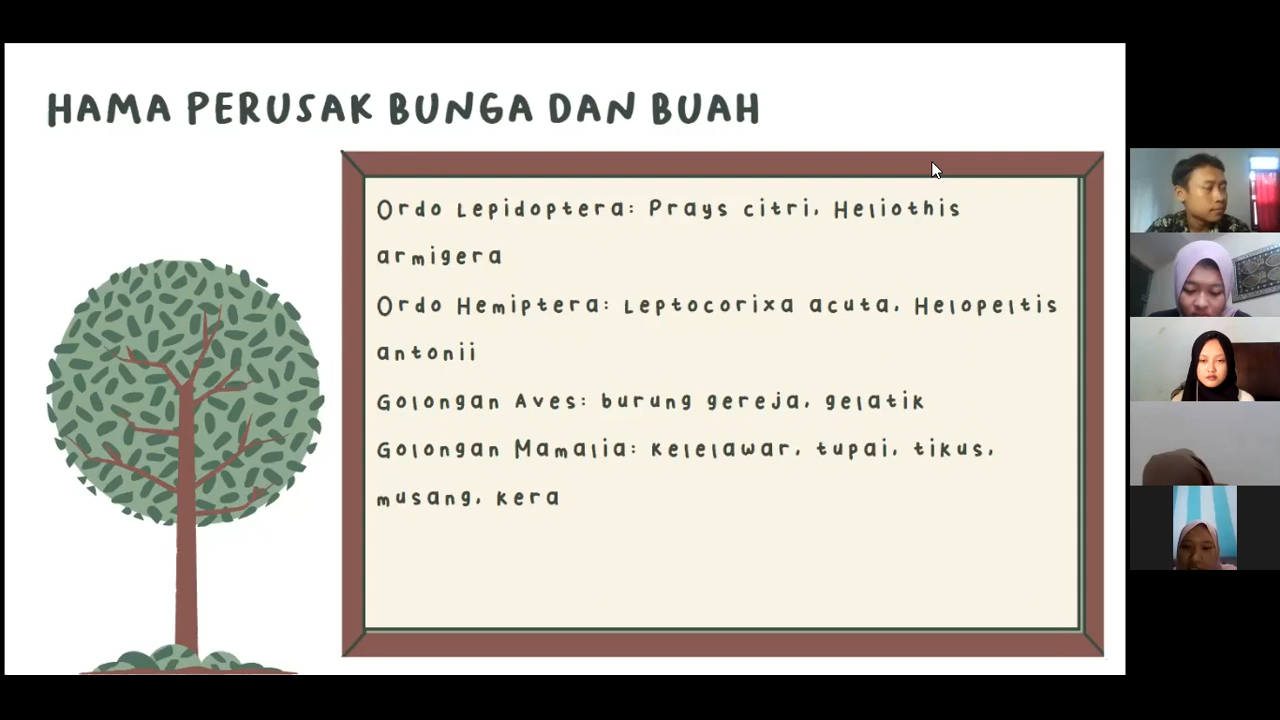 HAMA PERUSAK BUNGA DAN BUAH
Ordo Lepidoptera: Prays citri, Heliothis
armigera
Ordo Hemiptera: Leptocorixa acuta, Helopeltis
antonii
Golongan Aves: burung gereja, gelatik
Golongan Mamalia: Kelelawar, tupai, tikus,
musang, kera